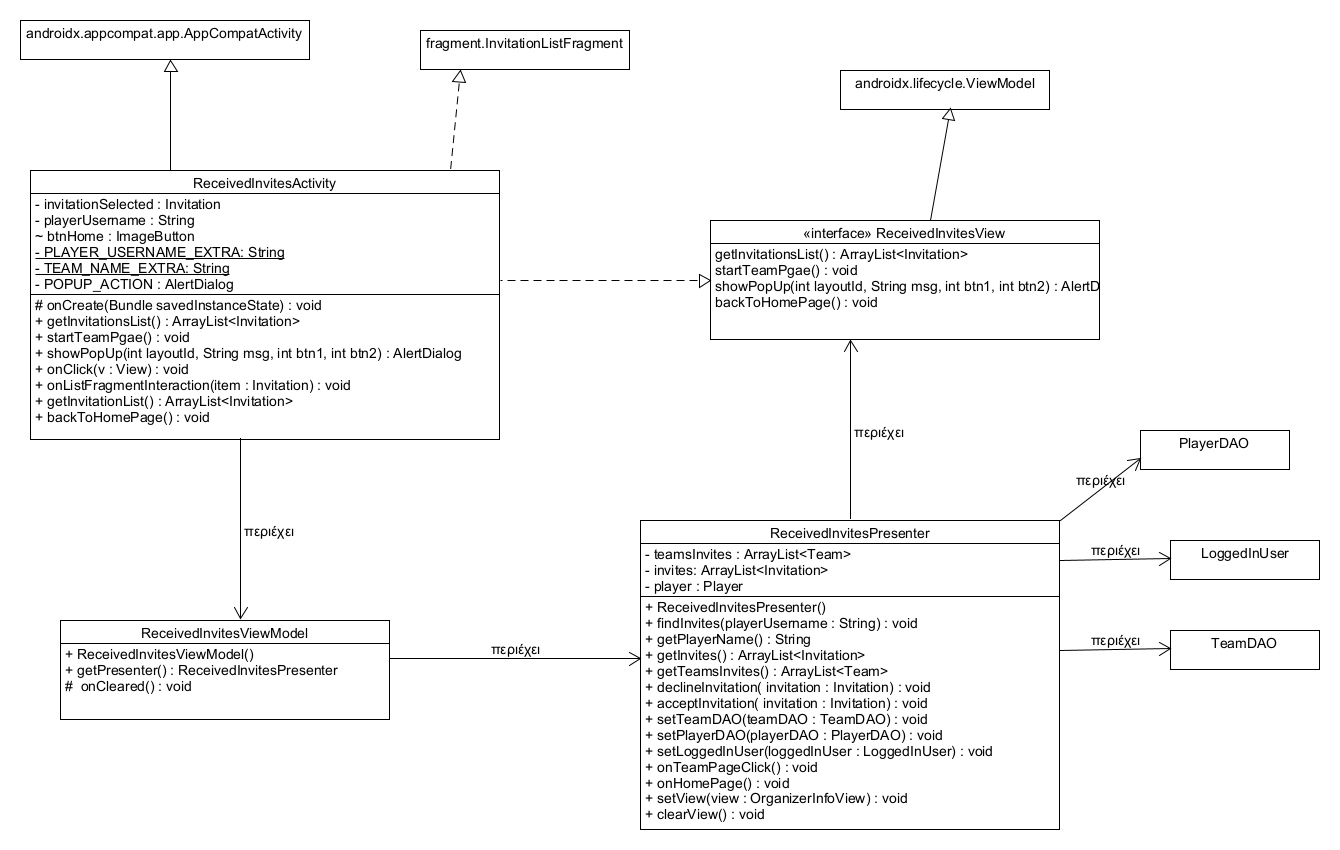 androidx.appcompat.app.AppCompatActivity
fragment.InvitationListFragment
androidx.lifecycle.ViewModel
ReceivedInvitesActivity
- invitationSelected : Invitation
- playerUsername : String
~ btnHome : ImageButton
- PLAYER_USERNAME_EXTRA: String
- TEAM_NAME_EXTRA: String
- POPUP_ACTION : AlertDialog
# onCreate(Bundle savedInstanceState) : void
+ getInvitationsList() : ArrayList<Invitation>
+ startTeamPgae() : void
+ showPopUp(int layoutId, String msg, int btn1, int btn2) : AlertDialog
+ onClick(v : View) : void
+ onListFragmentInteraction(item : Invitation) : void
+ getInvitationList() : ArrayList<Invitation>
+ backToHomePage() : void
«interface» ReceivedInvitesView
getInvitationsList() : ArrayList<Invitation>
startTeamPgae() : void
showPopUp(int layoutId, String msg, int btn1, int btn2) : AlertD
backToHomePage() : void
περιέχει
PlayerDAO
περιέχει
περιέχει
LoggedInUser
περιέχει
TeamDAO
περιέχει
ReceivedInvitesViewModel
+ ReceivedInvitesViewModel()
+ getPresenter() : ReceivedInvitesPresenter
# onCleared() : void
περιέχει
ReceivedInvitesPresenter
- teamsInvites : ArrayList<Team>
- invites: ArrayList<Invitation>
- player : Player
+ ReceivedInvitesPresenter()
+ findInvites(playerUsername : String) : void
+ getPlayerName() : String
+ getInvites() : ArrayList<Invitation>
+ getTeamsInvites() : ArrayList<Team>
+ declineInvitation( invitation : Invitation) : void
+ acceptInvitation( invitation : Invitation) : void
+ setTeamDAO(teamDAO : TeamDAO) : void
+ setPlayerDAO(playerDAO : PlayerDAO) : void
+ setLoggedInUser(loggedInUser : LoggedInUser) : void
+ onTeamPageClick() : void
+ onHomePage() : void
+ setView(view : OrganizerInfoView) : void
+ clearView() : void